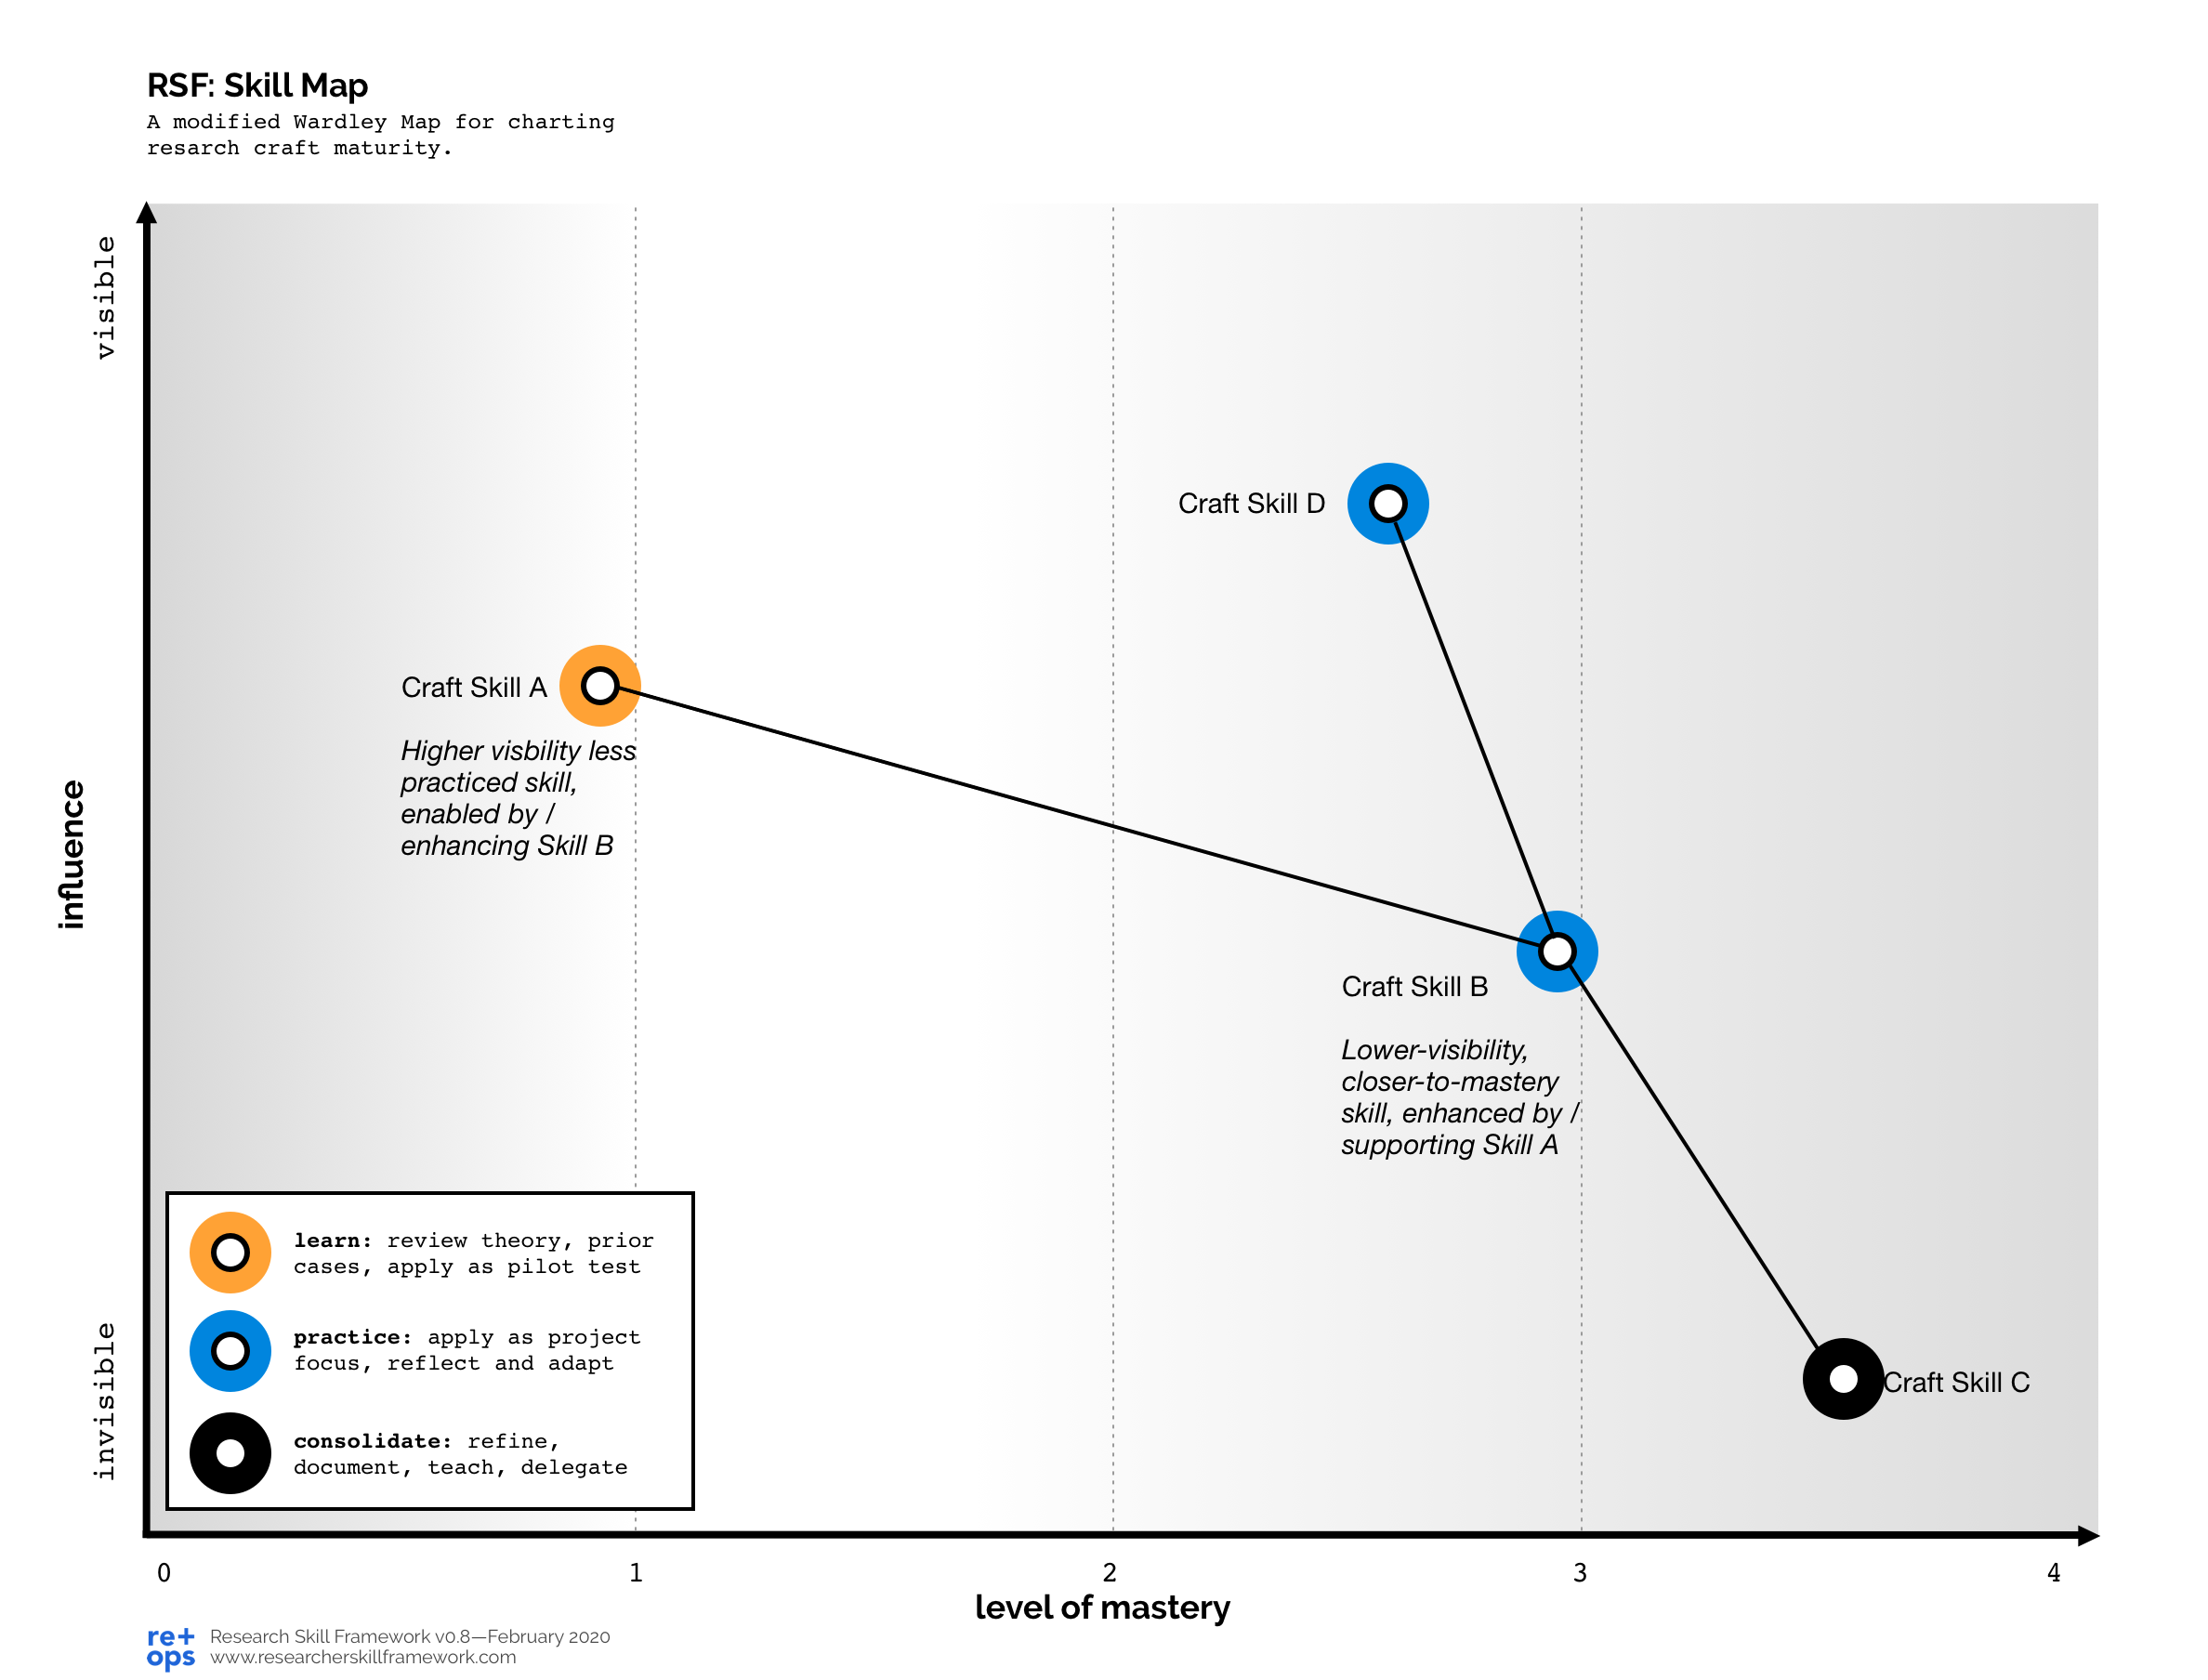 RSF: Skill Map
A modified Wardley Map for charting
resarch craft maturity.
visible
influence
invisible
Craft Skill D
Craft Skill A
Higher visbility less
practiced skill,
enabled by /
enhancing Skill B
Craft Skill B
Lower-visibility,
closer-to-mastery
skill, enhanced by /
supporting Skill A
Craft Skill C
learn: review theory, prior
cases, apply as pilot test
practice: apply as project
focus, reflect and adapt
consolidate: refine,
document, teach, delegate
0 1 2 3 4
level of mastery
re+
ops
Research Skill Framework v0.8—February 2020
www.researcherskillframework.com